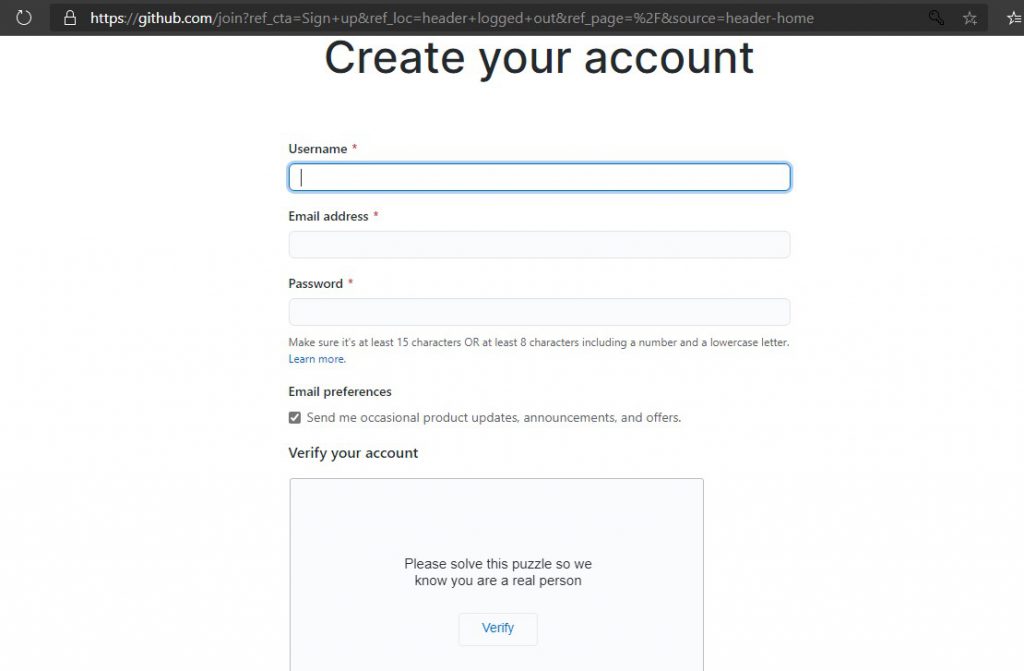 https://github.com/join?ref_cta=Sign+up&ref_loc=header+logged+out&ref_page=%2F&source=header-home
Create your account
Username *
Email address *
Password *
Make sure it's at least 15 characters OR at least 8 characters including a number and a lowercase letter.
Learn more.
Email preferences
Send me occasional product updates, announcements, and offers.
Verify your account
Please solve this puzzle so we
know you are a real person
Verify